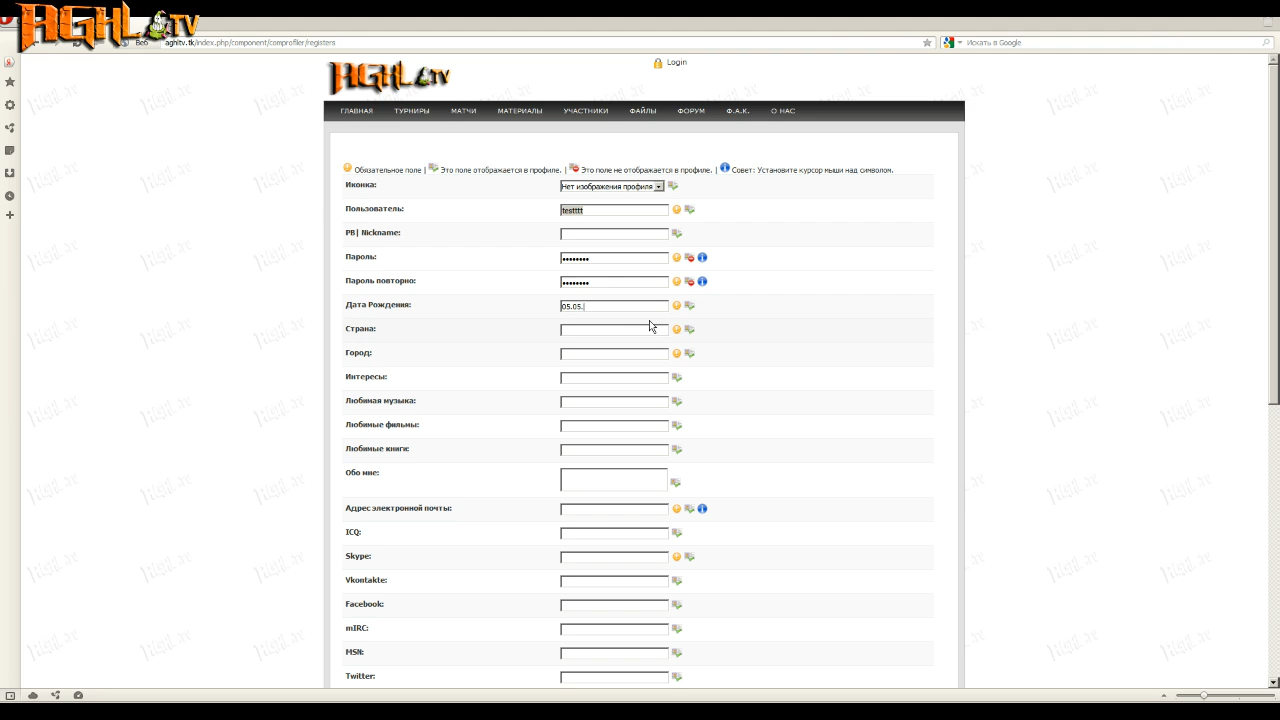 AGHL TV
Веб aghltv.tk/index.php/component/comprofiler/registers
Искать в Google
AGHL TV
Login
ГЛАВНАЯ ТУРНИРЫ МАТЧИ МАТЕРИАЛЫ УЧАСТНИКИ ФАЙЛЫ ФОРУМ Ф.А.К. О НАС
Обязательное поле | Это поле отображается в профиле. | Это поле не отображается в профиле. | Совет: Установите курсор мыши над символом.
Иконка: Нет изображения профиля
Пользователь: testttt
PB| Nickname:
Пароль: ••••••••
Пароль повторно: ••••••••
Дата Рождения: 05.05.
Страна:
Город:
Интересы:
Любимая музыка:
Любимые фильмы:
Любимые книги:
Обо мне:
Адрес электронной почты:
ICQ:
Skype:
Vkontakte:
Facebook:
mIRC:
MSN:
Twitter: